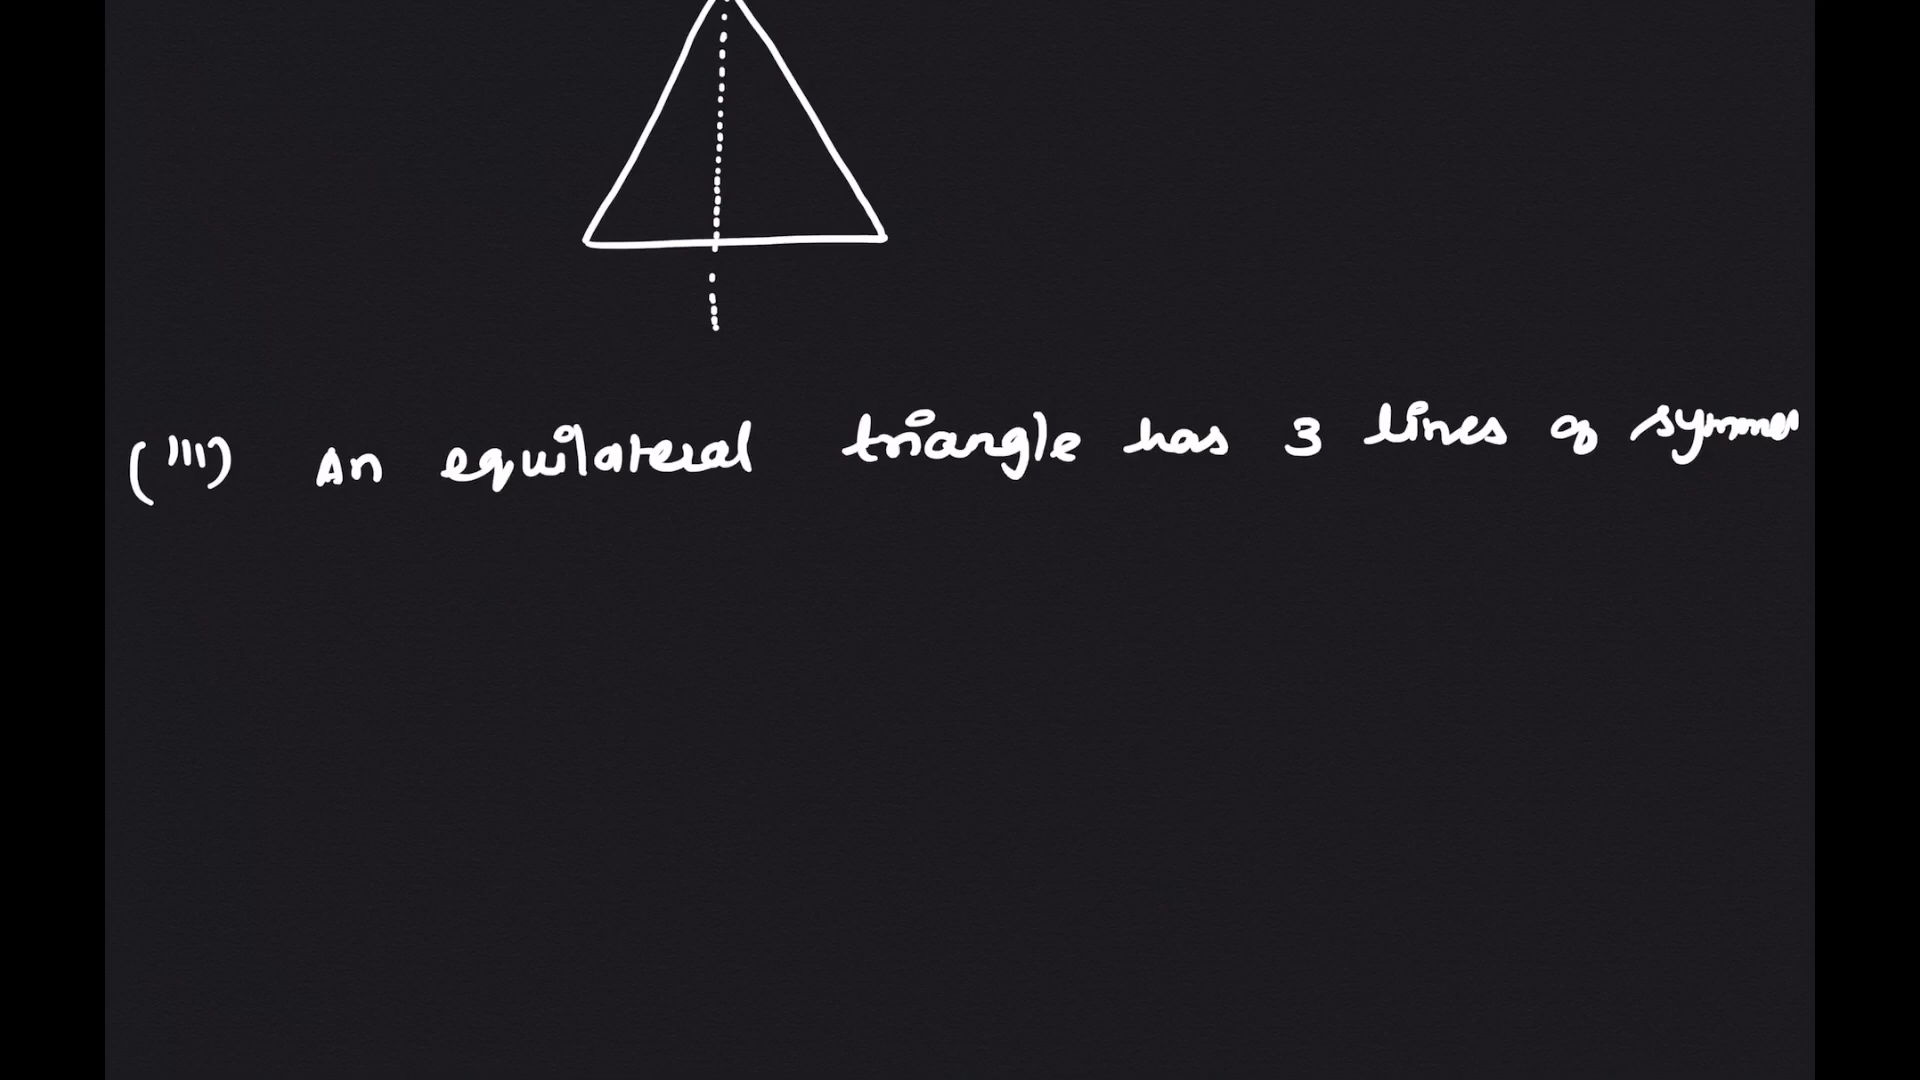 (III) An equilateral triangle has 3 lines of symme